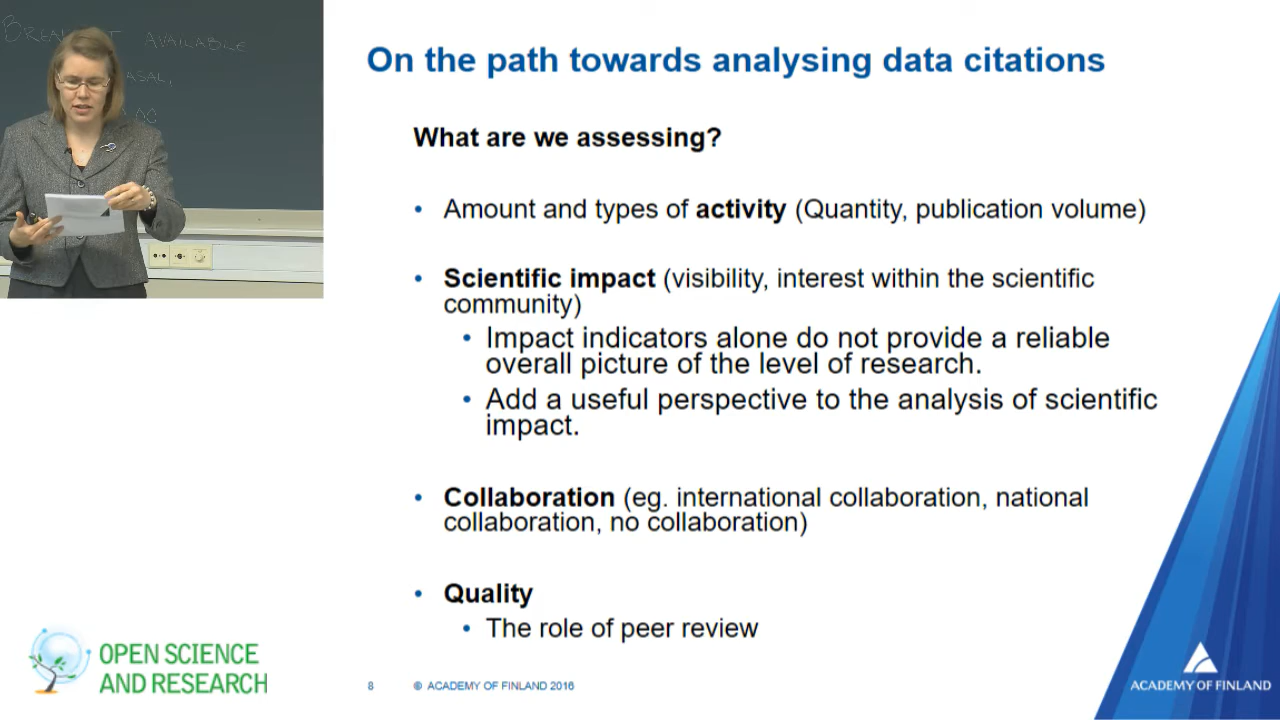 BREAKFAST AVAILABLE
On the path towards analysing data citations
What are we assessing?
• Amount and types of activity (Quantity, publication volume)
• Scientific impact (visibility, interest within the scientific
community)
• Impact indicators alone do not provide a reliable
overall picture of the level of research.
• Add a useful perspective to the analysis of scientific
impact.
• Collaboration (eg. international collaboration, national
collaboration, no collaboration)
• Quality
• The role of peer review
OPEN SCIENCE
AND RESEARCH
8 © ACADEMY OF FINLAND 2016
ACADEMY OF FINLAND